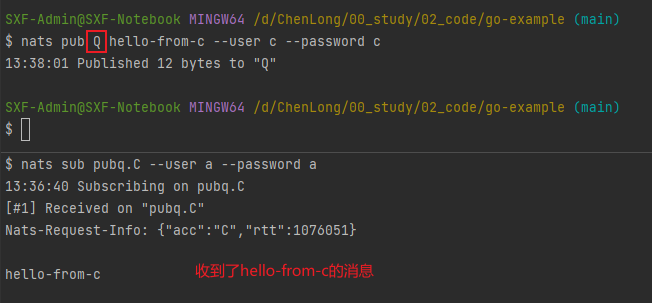 SXF-Admin@SXF-Notebook MINGW64 /d/ChenLong/00_study/02_code/go-example (main)
$ nats pub Q hello-from-c --user c --password c
13:38:01 Published 12 bytes to "Q"
SXF-Admin@SXF-Notebook MINGW64 /d/ChenLong/00_study/02_code/go-example (main)
$
$ nats sub pubq.C --user a --password a
13:36:40 Subscribing on pubq.C
[#1] Received on "pubq.C"
Nats-Request-Info: {"acc":"C","rtt":1076051}
hello-from-c 收到了hello-from-c的消息